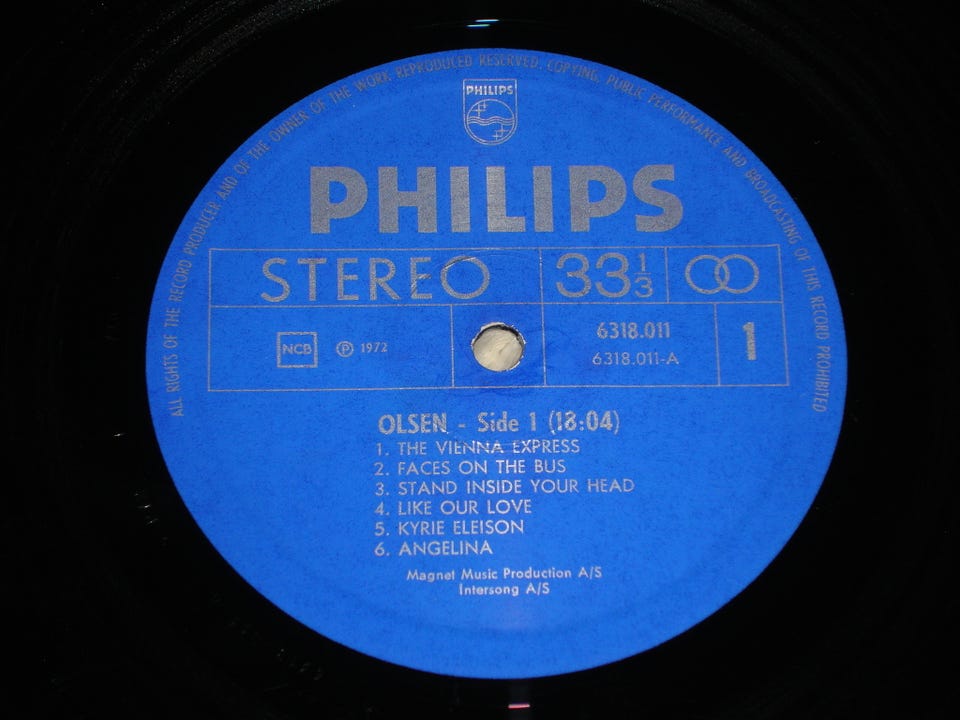 ALL RIGHTS OF THE RECORD PRODUCER AND OF THE OWNER OF THE WORK REPRODUCED RESERVED. COPYING, PUBLIC PERFORMANCE AND BROADCASTING OF THIS RECORD PROHIBITED
PHILIPS
PHILIPS
STEREO 33 1/3
NCB ℗ 1972 6318.011 1
6318.011-A
OLSEN - Side 1 (18:04)
1. THE VIENNA EXPRESS
2. FACES ON THE BUS
3. STAND INSIDE YOUR HEAD
4. LIKE OUR LOVE
5. KYRIE ELEISON
6. ANGELINA
Magnet Music Production A/S
Intersong A/S